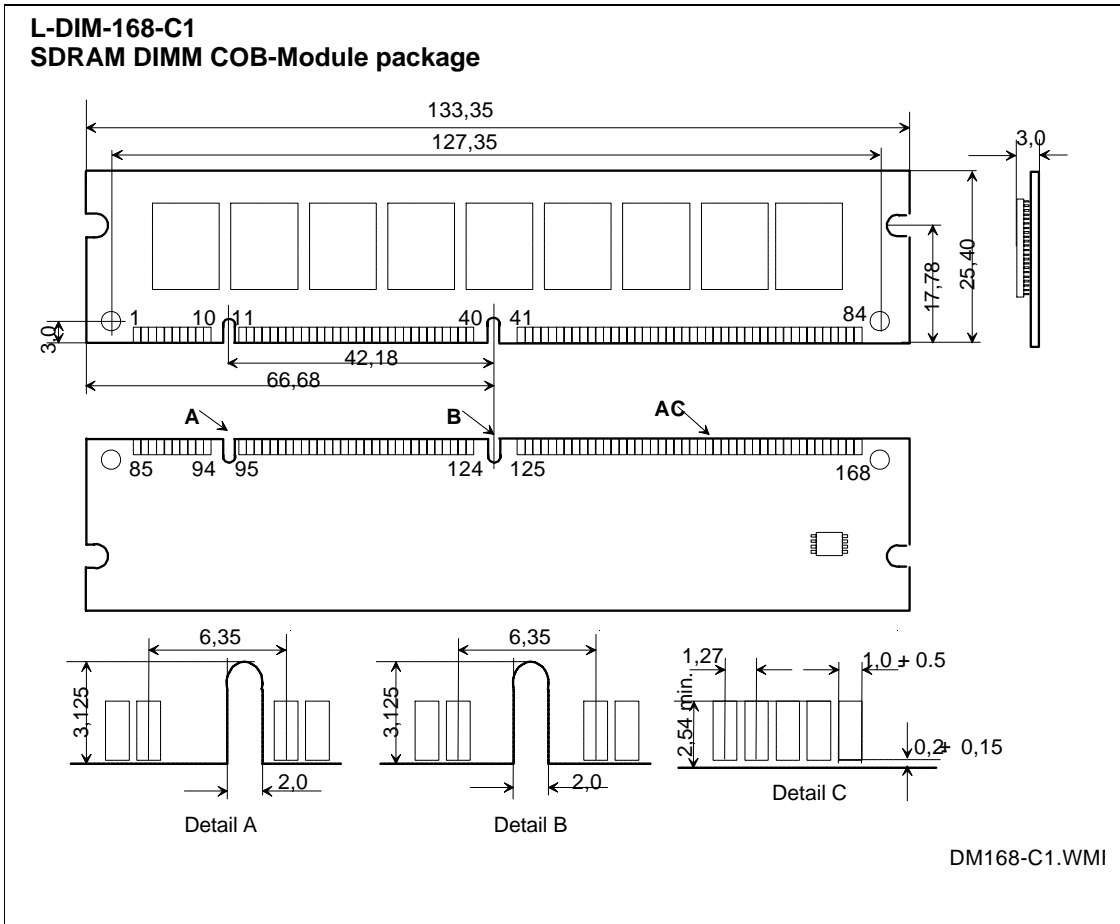 L-DIM-168-C1
SDRAM DIMM COB-Module package
133,35
127,35
3,0
17,78
25,40
3,0
1 10 11 40 41 84
42,18
66,68
A B AC
85 94 95 124 125 168
6,35 6,35
1,27 1,0 + 0.5
3,125 3,125 2,54 min.
0,2+ 0,15
2,0 2,0
Detail A Detail B Detail C
DM168-C1.WMI